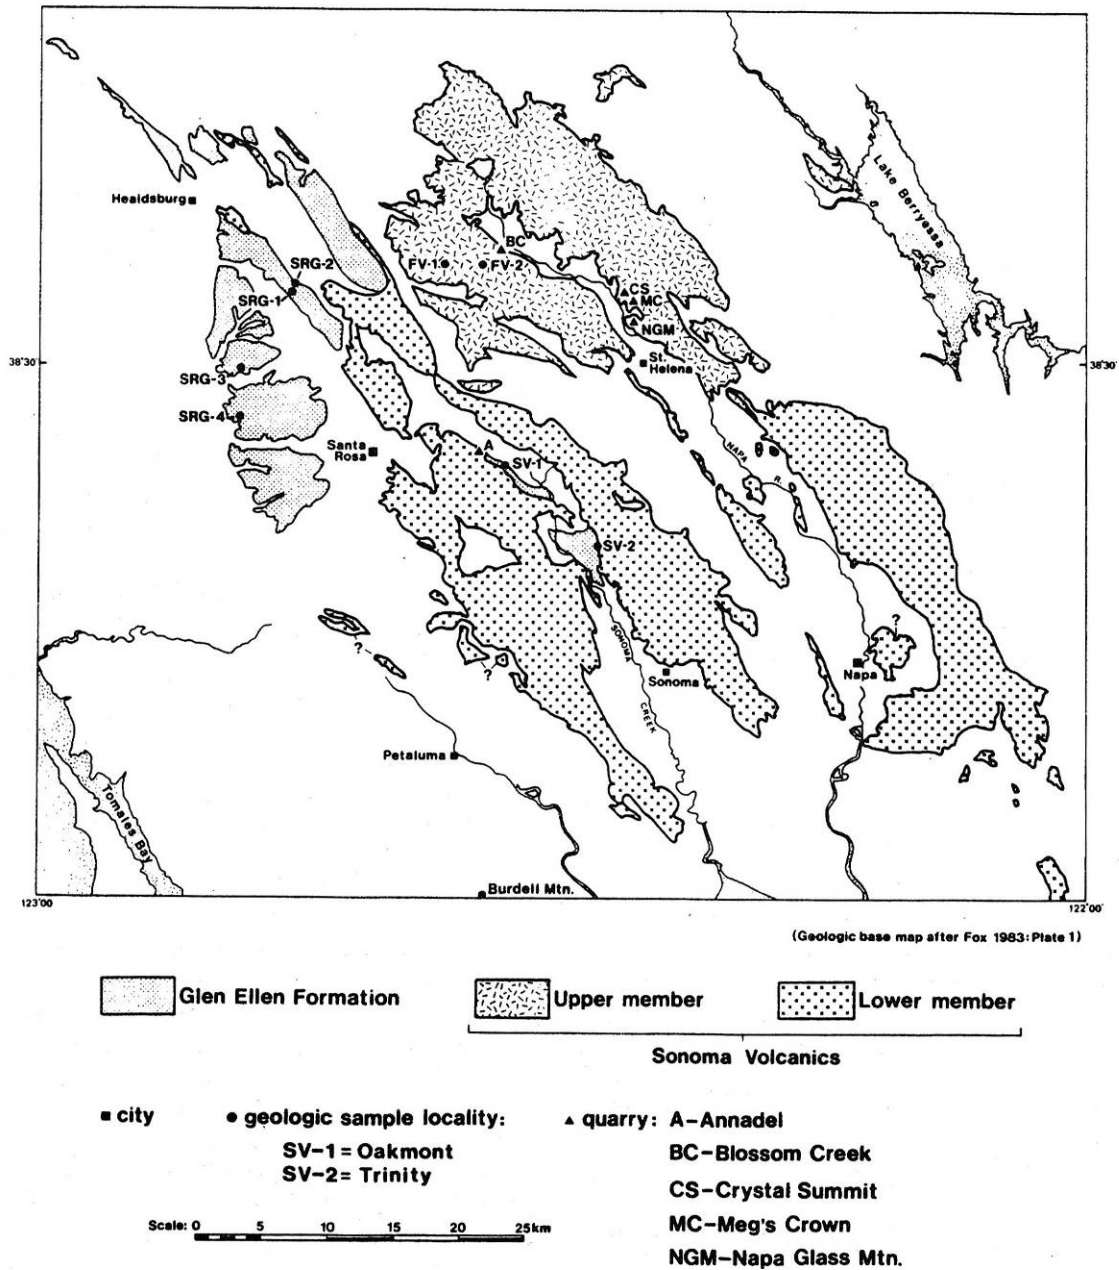 Healdsburg
Lake Berryessa
BC
FV-1
FV-2
SRG-2
SRG-1
CS
MC
NGM
38°30'
38°30'
St.
Helena
SRG-3
SRG-4
NAPA
R.
Santa
Rosa
A
SV-1
SV-2
?
?
?
SONOMA
CREEK
Sonoma
Napa
Petaluma
Tomales Bay
Burdell Mtn.
123°00'
122°00'
(Geologic base map after Fox 1983: Plate 1)
Glen Ellen Formation
Upper member
Lower member
Sonoma Volcanics
city
geologic sample locality:
SV-1 = Oakmont
SV-2 = Trinity
quarry: A-Annadel
BC-Blossom Creek
CS-Crystal Summit
MC-Meg's Crown
NGM-Napa Glass Mtn.
Scale: 0 5 10 15 20 25km